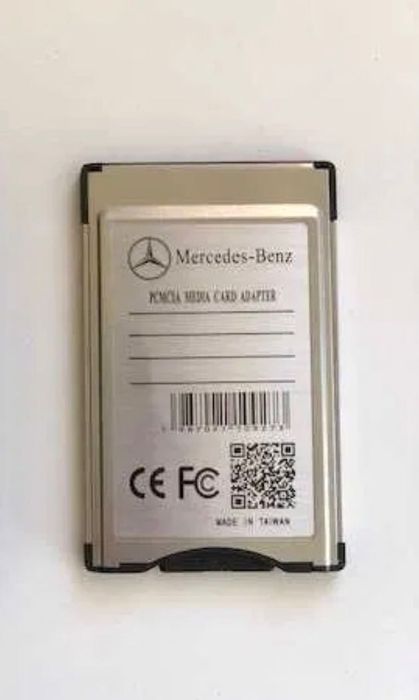 Mercedes-Benz
PCMCIA MEDIA CARD ADAPTER
CE FC
MADE IN TAIWAN